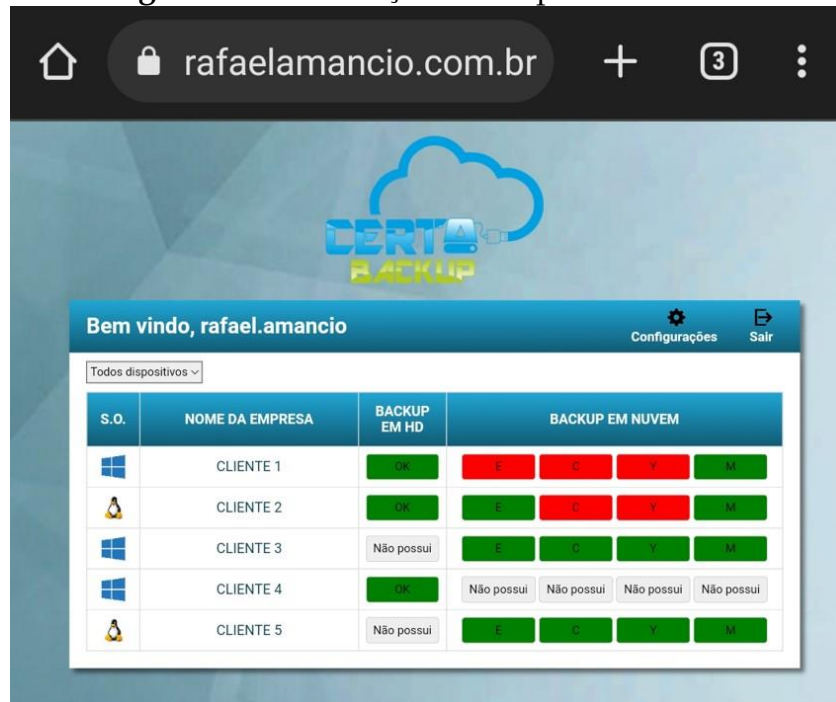 rafaelamancio.com.br 3
CERTA
BACKUP
Bem vindo, rafael.amancio
Configurações Sair
Todos dispositivos
S.O. NOME DA EMPRESA BACKUP EM HD BACKUP EM NUVEM
CLIENTE 1 OK E C Y M
CLIENTE 2 OK E C Y M
CLIENTE 3 Não possui E C Y M
CLIENTE 4 OK Não possui Não possui Não possui Não possui
CLIENTE 5 Não possui E C Y M